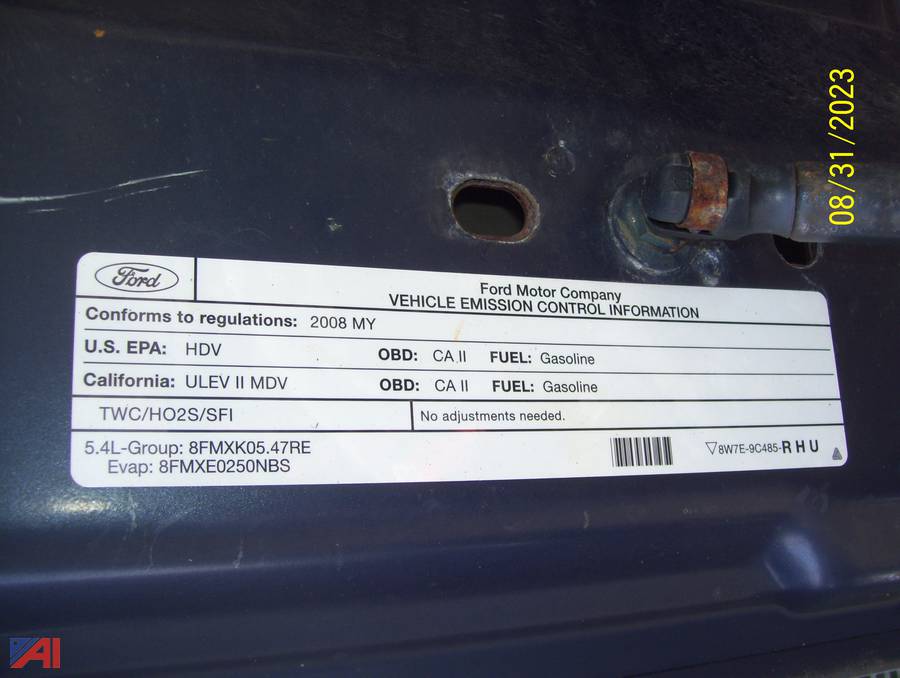 08/31/2023
Ford
Ford Motor Company
VEHICLE EMISSION CONTROL INFORMATION
Conforms to regulations: 2008 MY
U.S. EPA: HDV OBD: CA II FUEL: Gasoline
California: ULEV II MDV OBD: CA II FUEL: Gasoline
TWC/HO2S/SFI No adjustments needed.
5.4L-Group: 8FMXK05.47RE
Evap: 8FMXE0250NBS
8W7E-9C485-RHU
AI